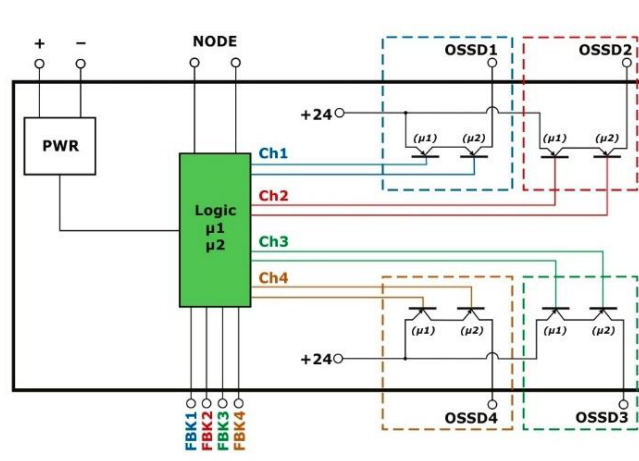 + −
NODE
OSSD1
OSSD2
+24
(µ1) (µ2)
(µ1) (µ2)
PWR
Ch1
Ch2
Logic
µ1
µ2
Ch3
Ch4
(µ1) (µ2)
(µ1) (µ2)
+24
FBK1
FBK2
FBK3
FBK4
OSSD4
OSSD3